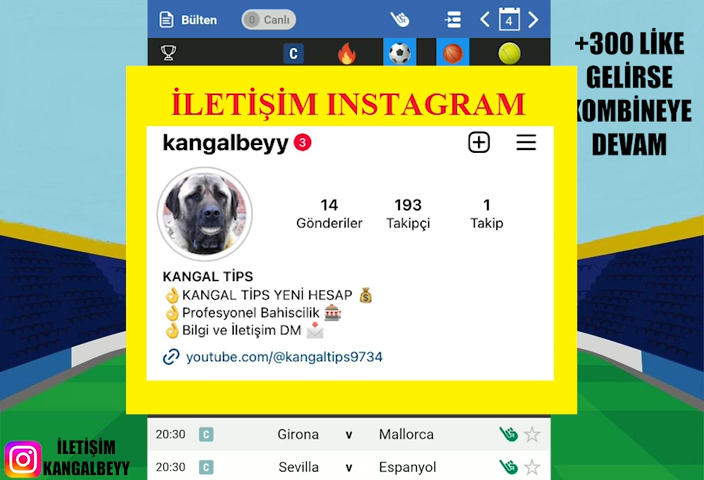 Bülten
0 Canlı
4
C
+300 LİKE
GELİRSE
KOMBİNEYE
DEVAM
İLETİŞİM INSTAGRAM
kangalbeyy 3
14 193 1
Gönderiler Takipçi Takip
KANGAL TİPS
👌KANGAL TİPS YENİ HESAP 💰
👌Profesyonel Bahiscilik 🎰
👌Bilgi ve İletişim DM 📩
youtube.com/@kangaltips9734
20:30 C Girona v Mallorca
20:30 C Sevilla v Espanyol
İLETİŞİM
KANGALBEYY